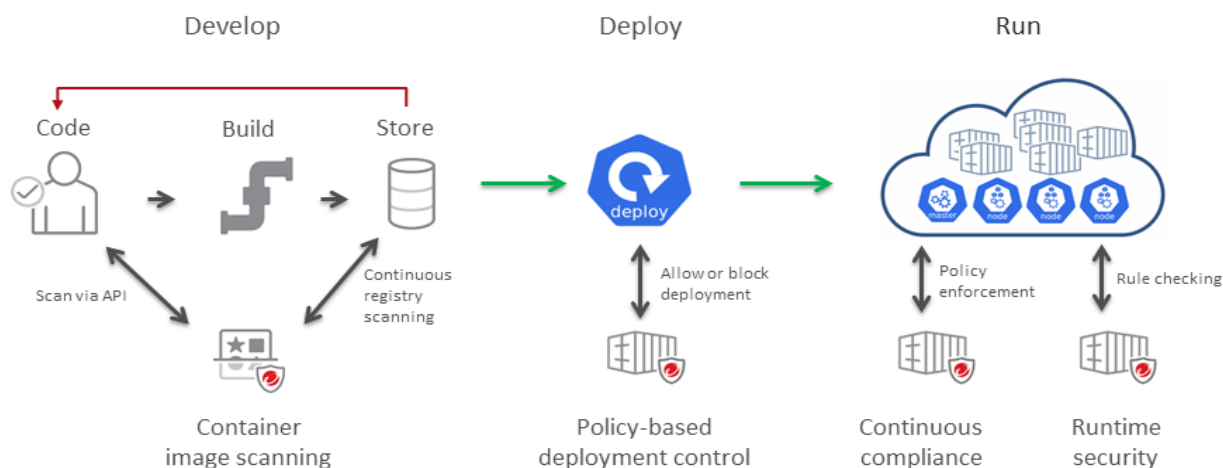 Develop
Deploy
Run
Code
Build
Store
deploy
master
node
node
node
Scan via API
Continuous
registry
scanning
Allow or block
deployment
Policy
enforcement
Rule checking
Container
image scanning
Policy-based
deployment control
Continuous
compliance
Runtime
security